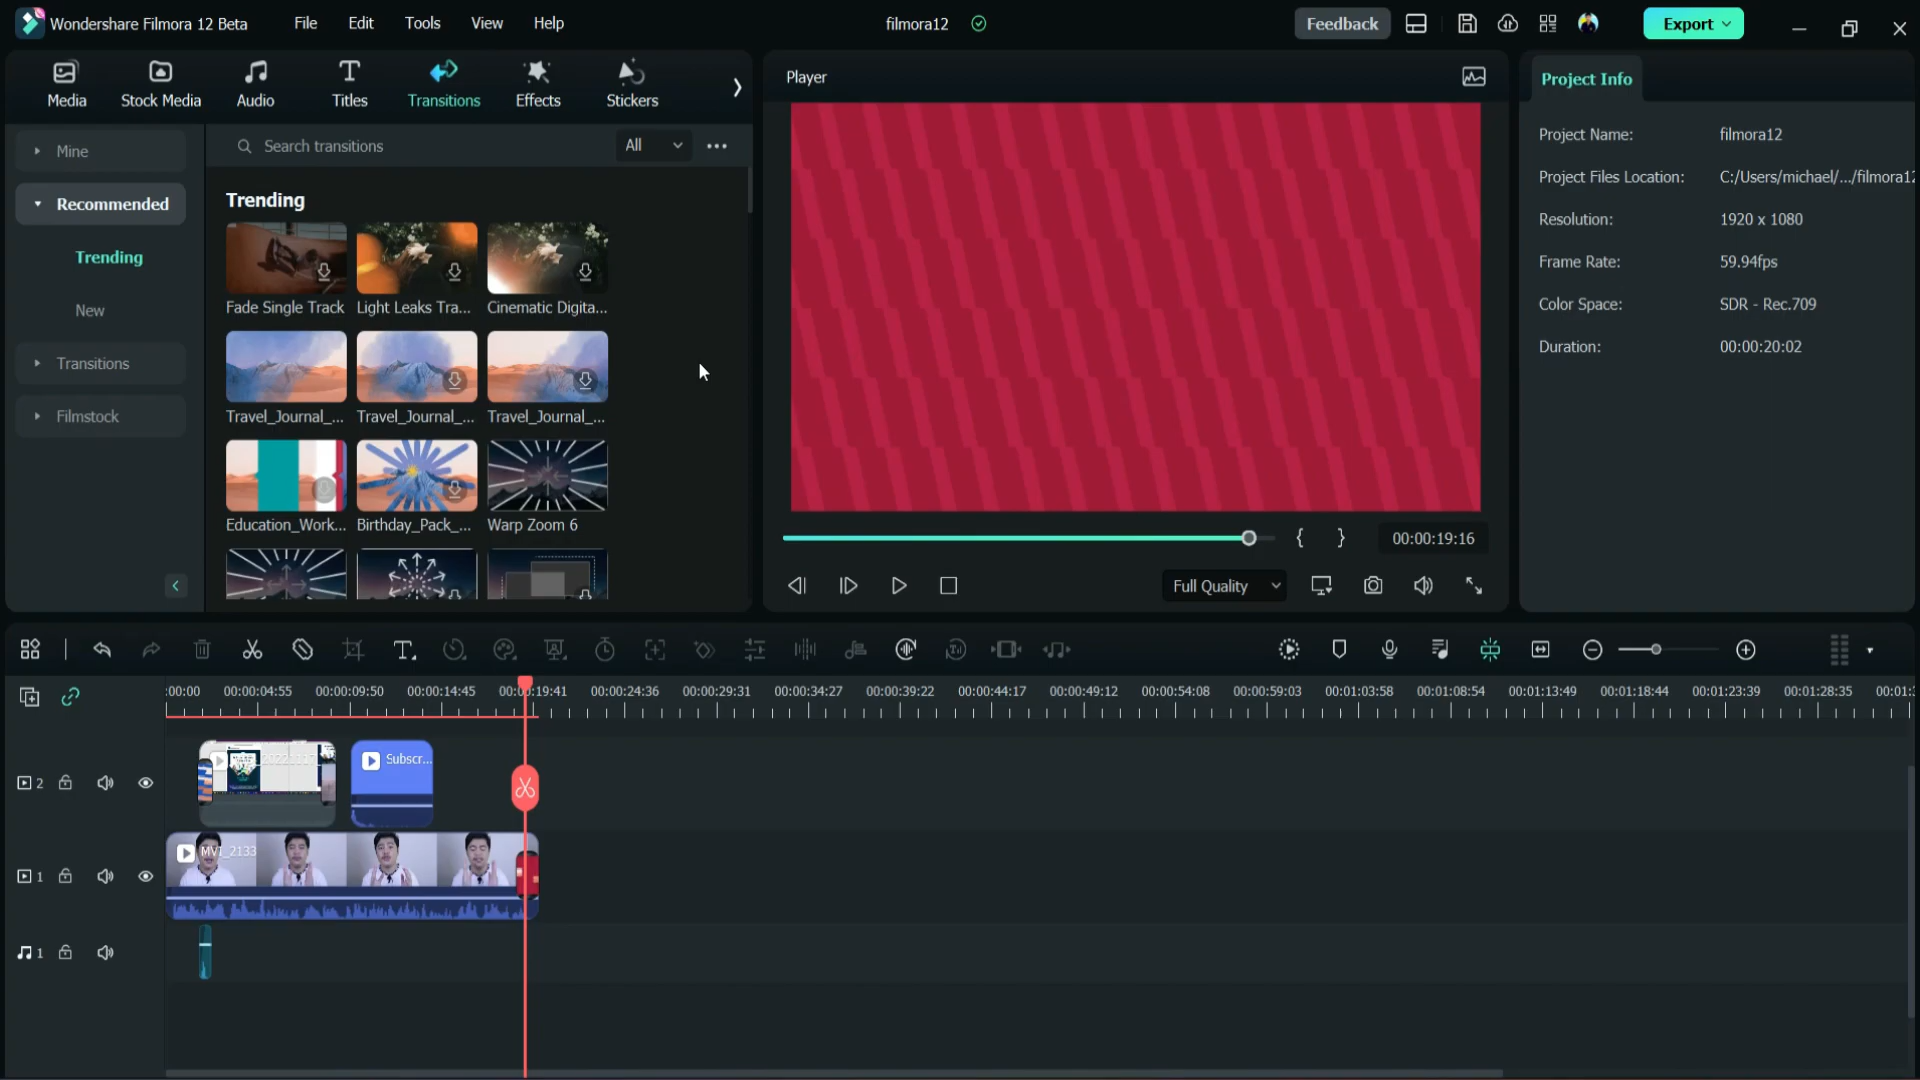 Wondershare Filmora 12 Beta
File Edit Tools View Help
filmora12
Feedback
Export
Media
Stock Media
Audio
Titles
Transitions
Effects
Stickers
Player
Project Info
Mine
Recommended
Trending
New
Transitions
Filmstock
Search transitions
All
Trending
Fade Single Track
Light Leaks Tra...
Cinematic Digita...
Travel_Journal_...
Travel_Journal_...
Travel_Journal_...
Education_Work...
Birthday_Pack_...
Warp Zoom 6
Project Name: filmora12
Project Files Location: C:/Users/michael/.../filmora12
Resolution: 1920 x 1080
Frame Rate: 59.94fps
Color Space: SDR - Rec.709
Duration: 00:00:20:02
{ } 00:00:19:16
Full Quality
:00:00 00:00:04:55 00:00:09:50 00:00:14:45 00:00:19:41 00:00:24:36 00:00:29:31 00:00:34:27 00:00:39:22 00:00:44:17 00:00:49:12 00:00:54:08 00:00:59:03 00:01:03:58 00:01:08:54 00:01:13:49 00:01:18:44 00:01:23:39 00:01:28:35 00:01:
2
Subscr...
1
MVI_2133
1